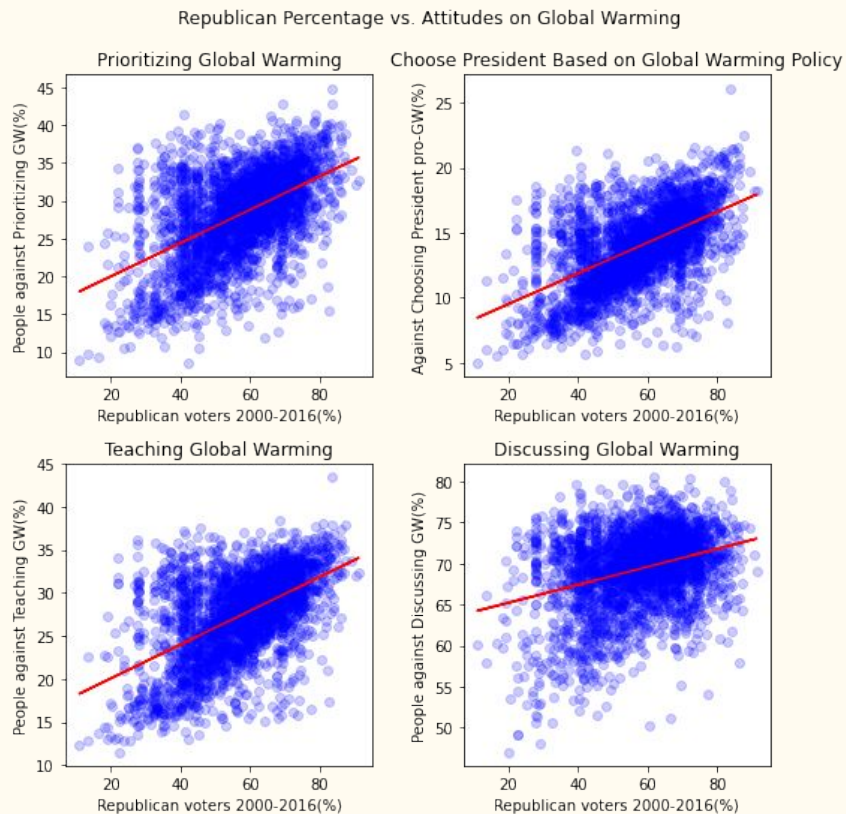 Republican Percentage vs. Attitudes on Global Warming
Prioritizing Global Warming
People against Prioritizing GW(%)
45
40
35
30
25
20
15
10
20 40 60 80
Republican voters 2000-2016(%)
Choose President Based on Global Warming Policy
Against Choosing President pro-GW(%)
25
20
15
10
5
20 40 60 80
Republican voters 2000-2016(%)
Teaching Global Warming
People against Teaching GW(%)
45
40
35
30
25
20
15
10
20 40 60 80
Republican voters 2000-2016(%)
Discussing Global Warming
People against Discussing GW(%)
80
75
70
65
60
55
50
20 40 60 80
Republican voters 2000-2016(%)